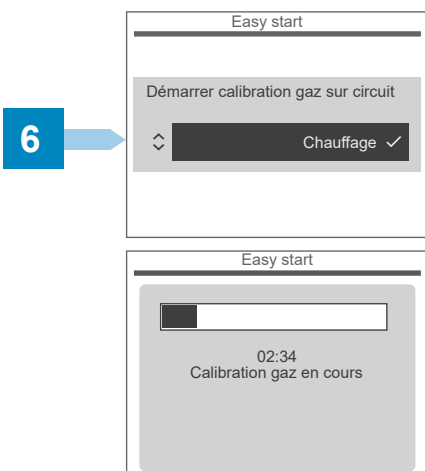 Easy start
Démarrer calibration gaz sur circuit
6
Chauffage
Easy start
02:34
Calibration gaz en cours